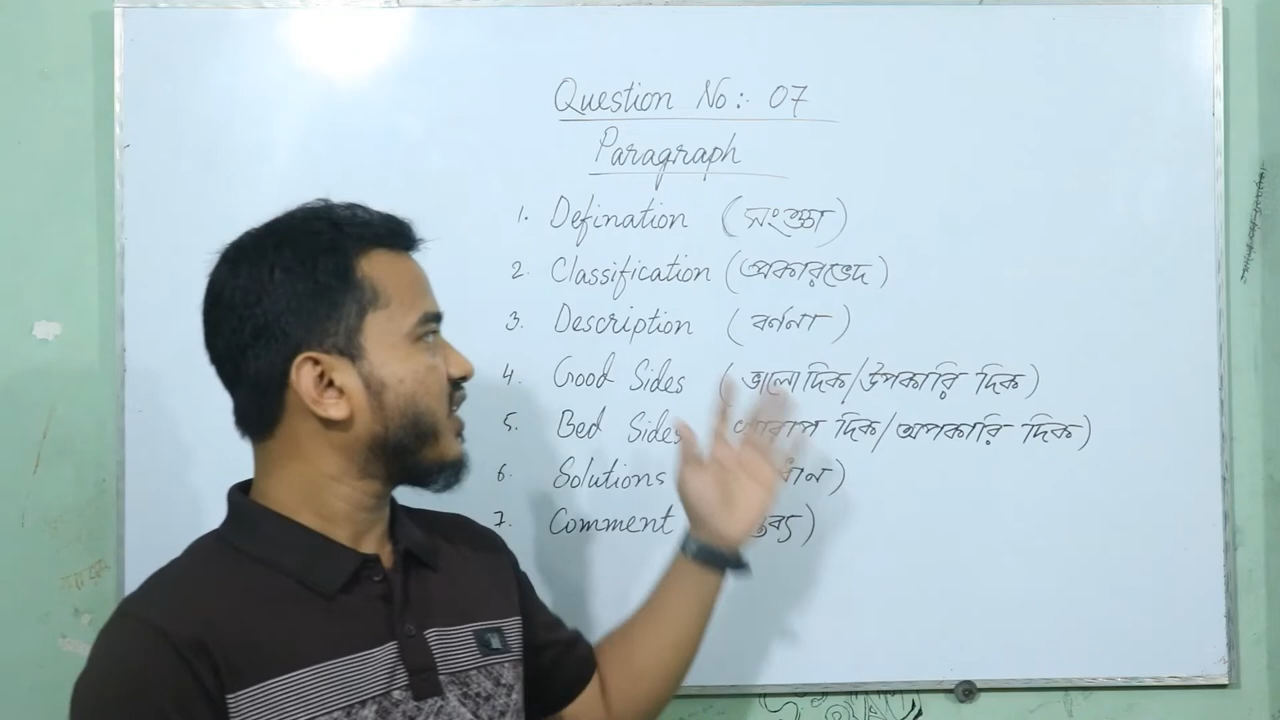 Question No:- 07
Paragraph
1. Defination (সংজ্ঞা)
2. Classification (প্রকারভেদ)
3. Description (বর্ণনা)
4. Good Sides (ভালো দিক/উপকারি দিক)
5. Bed Sides দিক/অপকারি দিক)
6. Solutions
7. Comment